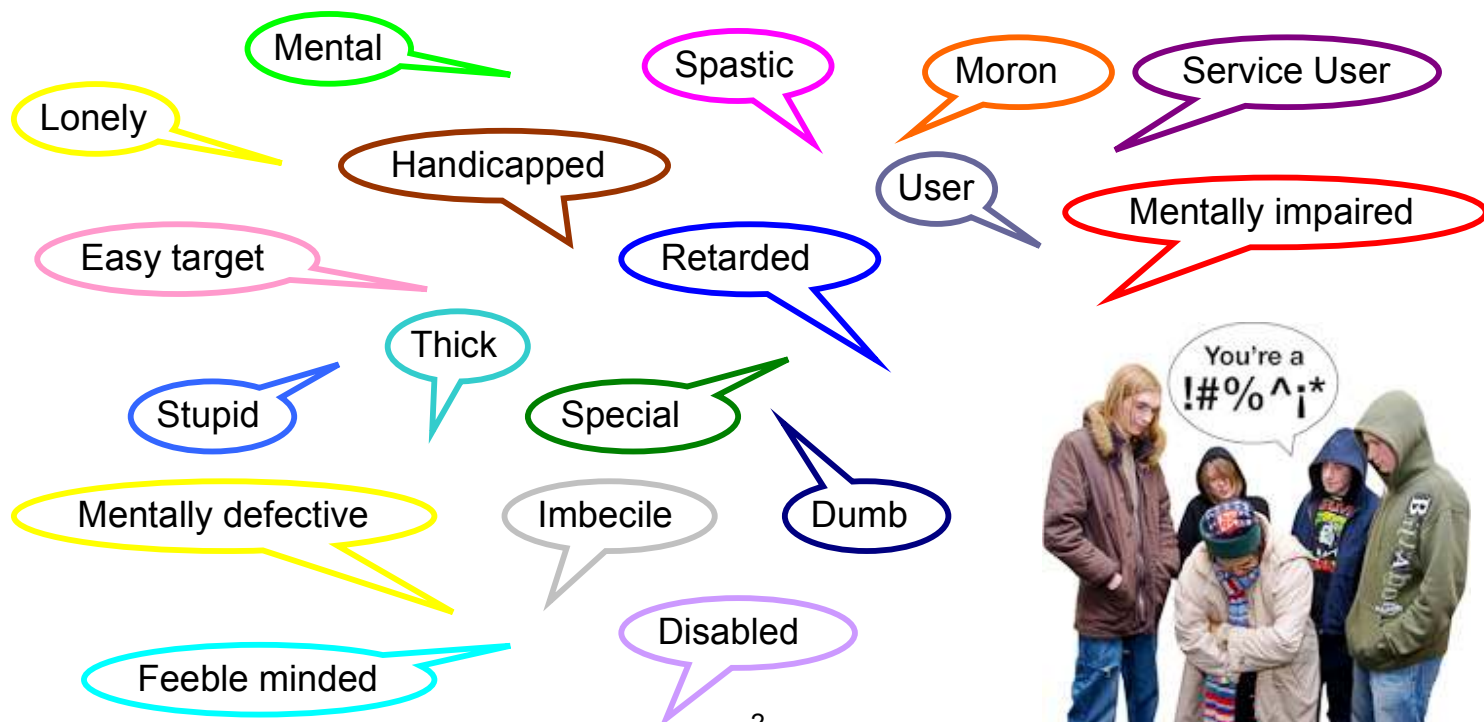 Mental
Spastic
Moron
Service User
Lonely
Handicapped
User
Mentally impaired
Easy target
Retarded
Thick
You're a
!#%^¡*
Stupid
Special
Mentally defective
Imbecile
Dumb
Disabled
Feeble minded
2